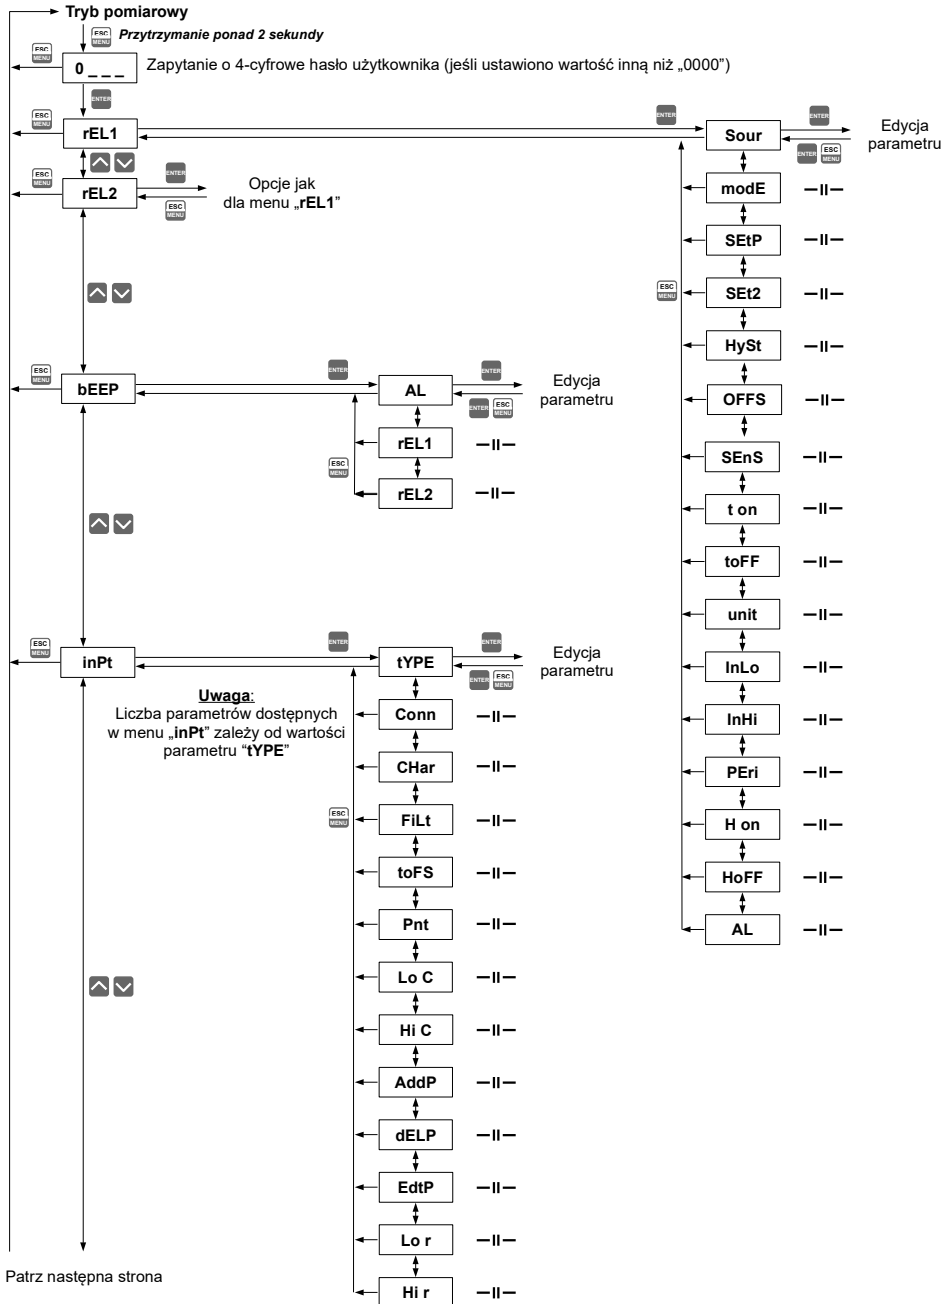 Tryb pomiarowy
ESC
MENU
Przytrzymanie ponad 2 sekundy
ESC
MENU
0 _ _ _
Zapytanie o 4-cyfrowe hasło użytkownika (jeśli ustawiono wartość inną niż „0000”)
ENTER
ESC
MENU
rEL1
ENTER
Sour
ENTER
ENTER
ESC
MENU
Edycja
parametru
ESC
MENU
rEL2
ENTER
ESC
MENU
Opcje jak
dla menu „rEL1”
modE
—II—
SEtP
—II—
ESC
MENU
SEt2
—II—
HySt
—II—
OFFS
—II—
SEnS
—II—
t on
—II—
toFF
—II—
unit
—II—
InLo
—II—
InHi
—II—
PEri
—II—
H on
—II—
HoFF
—II—
AL
—II—
ESC
MENU
bEEP
ENTER
AL
ENTER
ENTER
ESC
MENU
Edycja
parametru
rEL1
—II—
ESC
MENU
rEL2
—II—
ESC
MENU
inPt
ENTER
tYPE
ENTER
ENTER
ESC
MENU
Edycja
parametru
Uwaga:
Liczba parametrów dostępnych
w menu „inPt” zależy od wartości
parametru “tYPE”
Conn
—II—
CHar
—II—
ESC
MENU
FiLt
—II—
toFS
—II—
Pnt
—II—
Lo C
—II—
Hi C
—II—
AddP
—II—
dELP
—II—
EdtP
—II—
Lo r
—II—
Hi r
—II—
Patrz następna strona